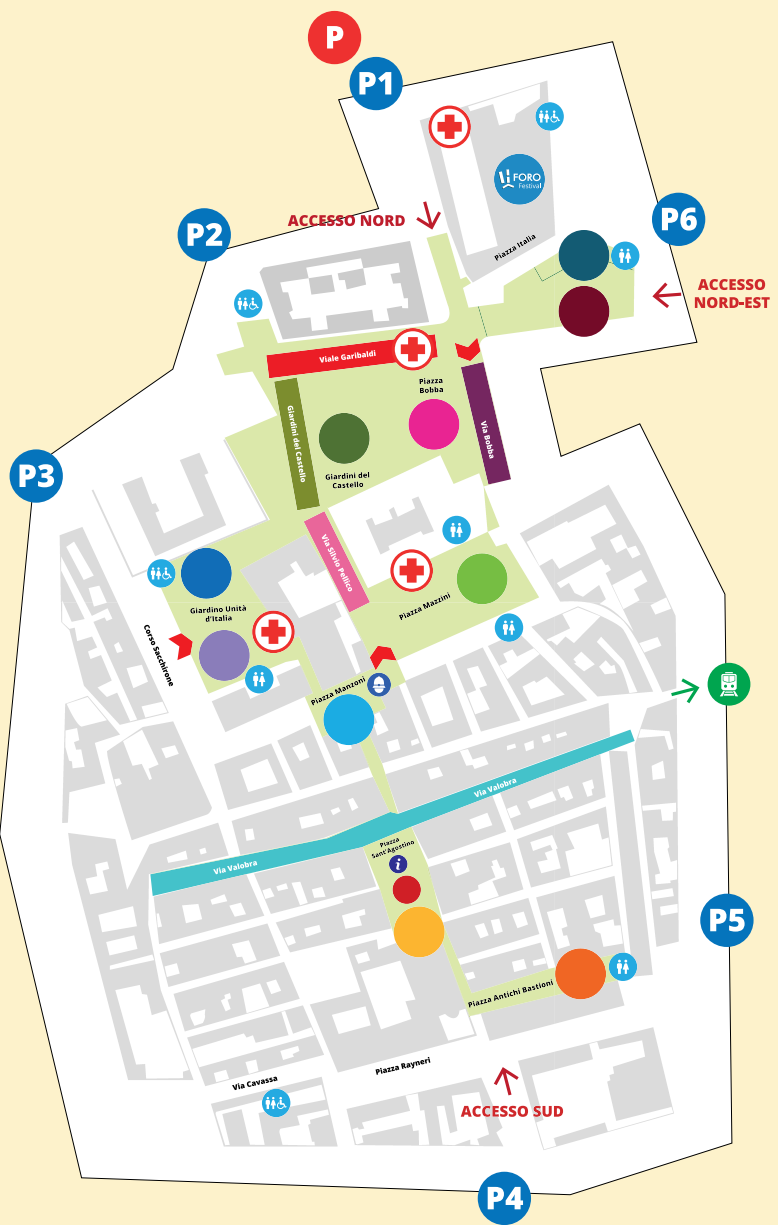 P
P1
FORO
Festival
P6
ACCESSO NORD
P2
Piazza Italia
ACCESSO
NORD-EST
Viale Garibaldi
Piazza
Bobba
Giardini del Castello
Via Bobba
Giardini del
Castello
P3
Via Silvio Pellico
Piazza Mazzini
Giardino Unità
d'Italia
Corso Sacchirone
Piazza Manzoni
Via Valobra
Piazza
Sant'Agostino
i
Via Valobra
P5
Piazza Antichi Bastioni
Piazza Rayneri
Via Cavassa
ACCESSO SUD
P4